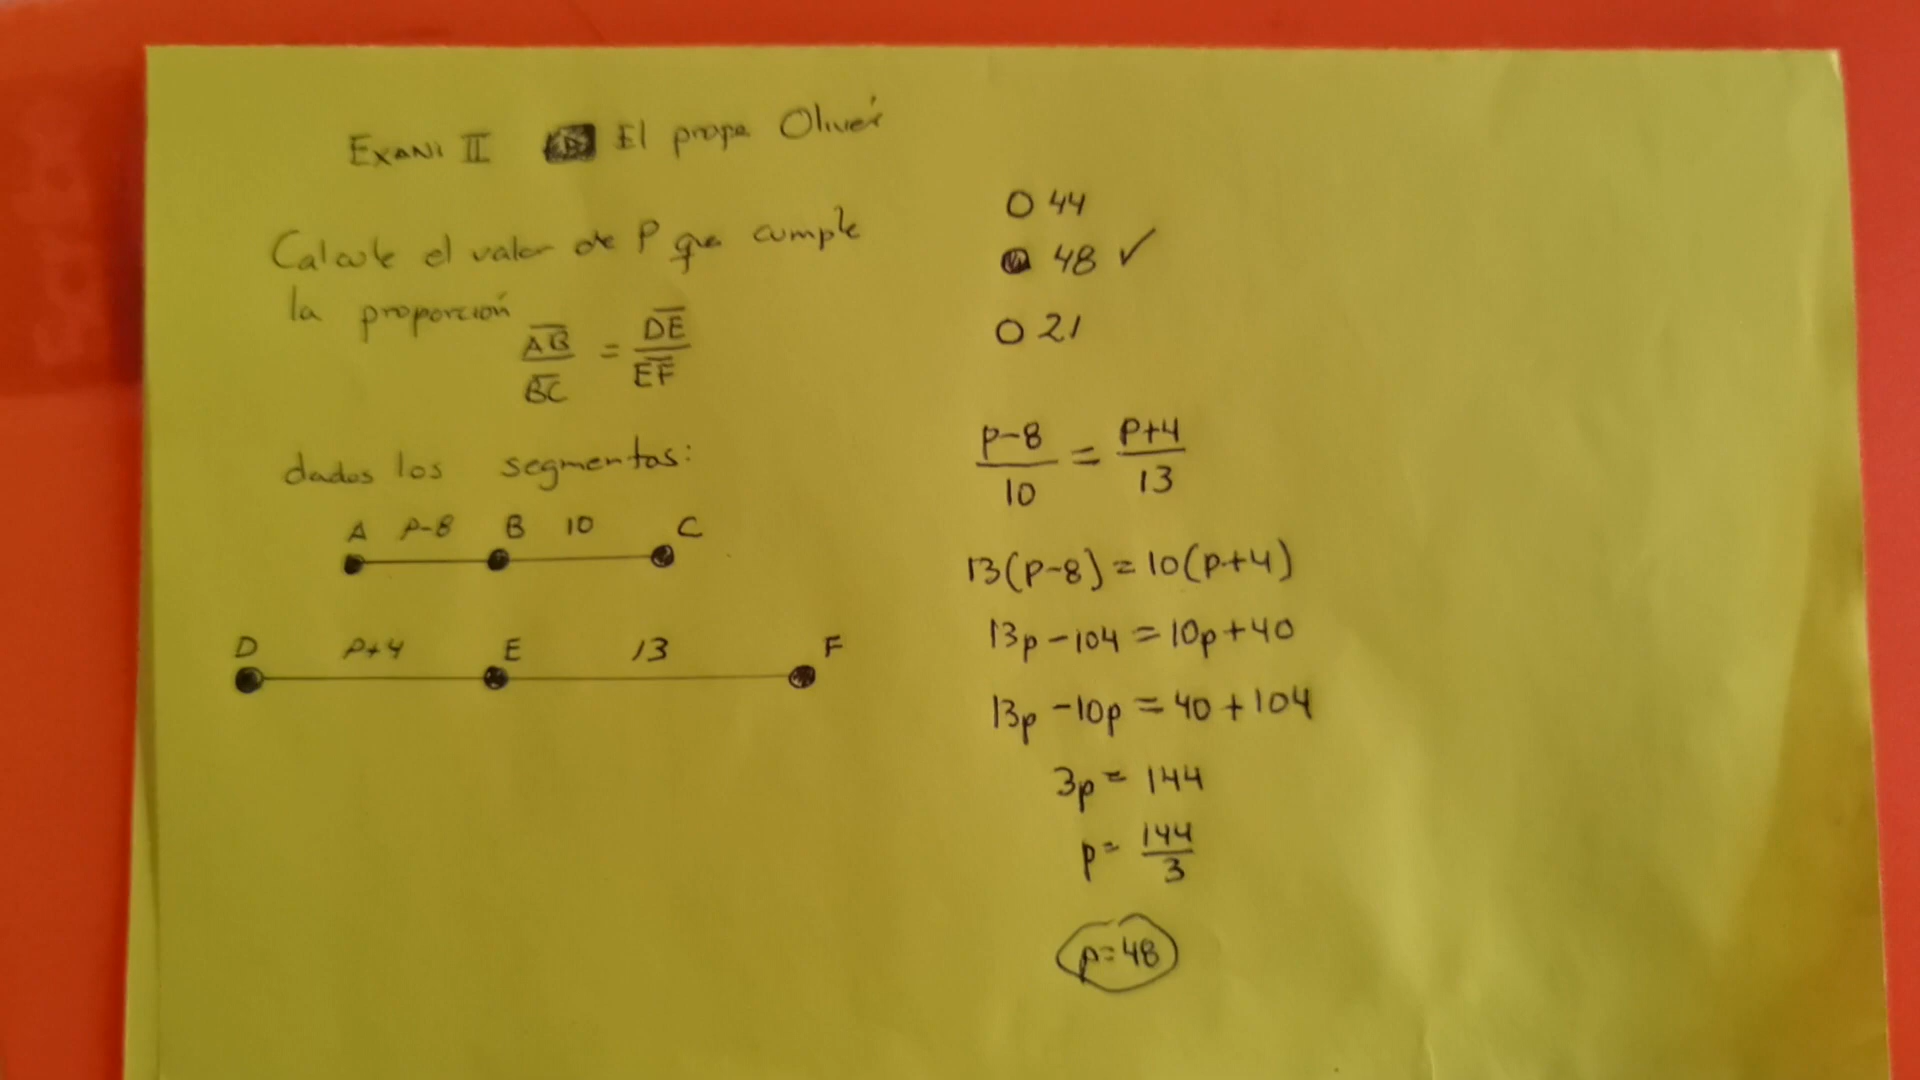 EXANI II El profe Oliver
Calcule el valor de P que cumple
la proporción
AB/BC = DE/EF
dados los segmentos:
A P-8 B 10 C
D P+4 E 13 F
44
48 ✓
21
p-8/10 = p+4/13
13(p-8) = 10(p+4)
13p - 104 = 10p + 40
13p - 10p = 40 + 104
3p = 144
p = 144/3
p = 48